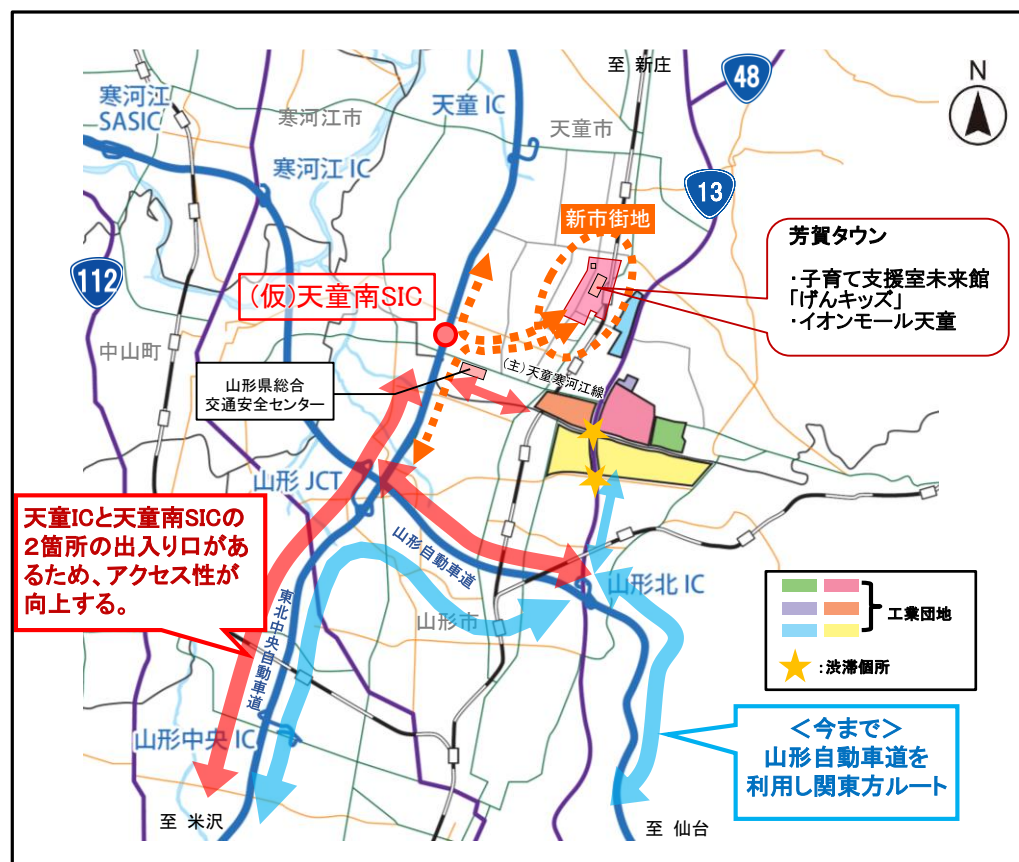 至 新庄
N
48
寒河江
SASIC
寒河江市
天童 IC
天童市
寒河江 IC
13
新市街地
芳賀タウン
・子育て支援室未来館
「げんキッズ」
・イオンモール天童
112
(仮)天童南SIC
中山町
(主)天童寒河江線
山形県総合
交通安全センター
山形 JCT
天童ICと天童南SICの
2箇所の出入り口があ
るため、アクセス性が
向上する。
山形自動車道
山形北 IC
山形市
東北中央自動車道
工業団地
:渋滞個所
山形中央 IC
<今まで>
山形自動車道を
利用し関東方ルート
至 米沢
至 仙台